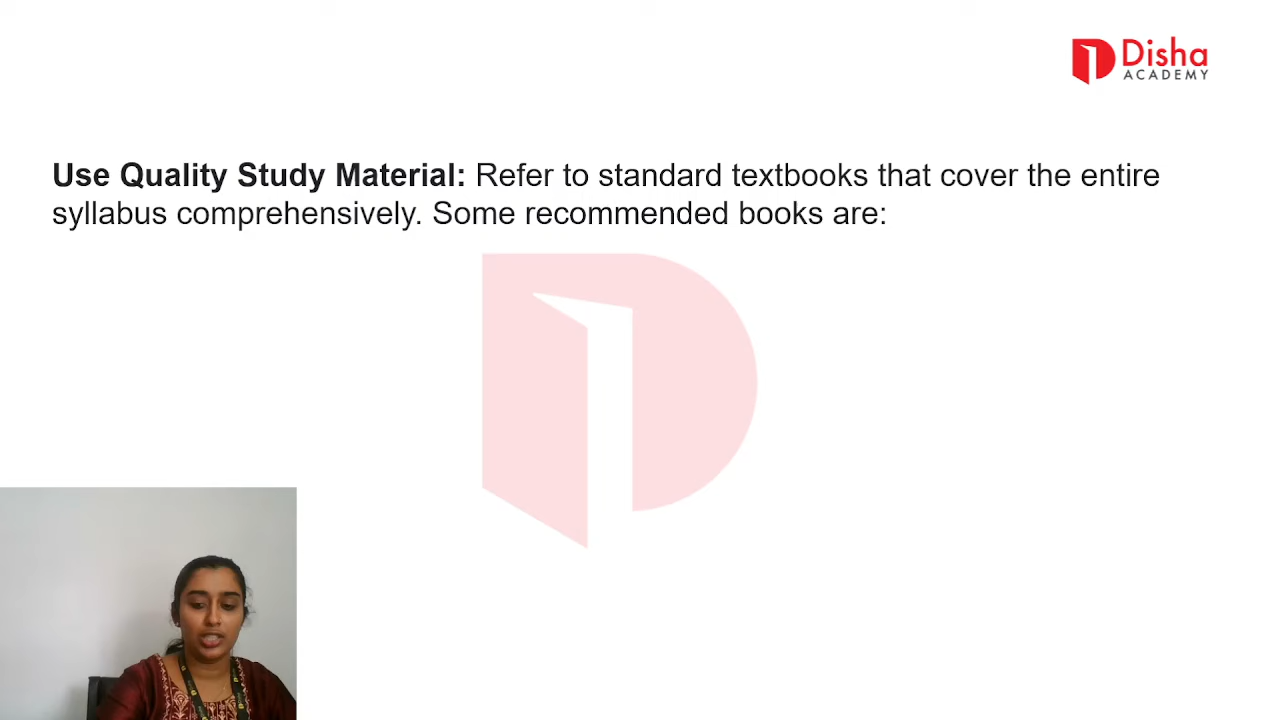 Disha
ACADEMY
Use Quality Study Material: Refer to standard textbooks that cover the entire
syllabus comprehensively. Some recommended books are: